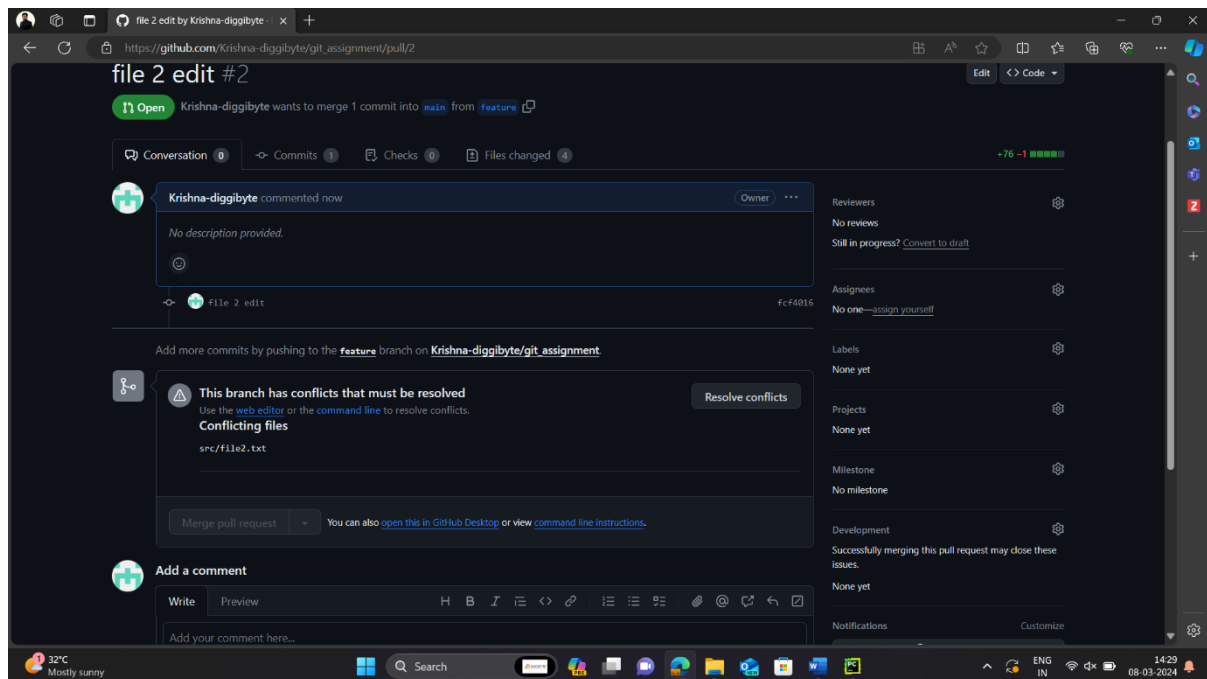 file 2 edit by Krishna-diggibyte ·
https://github.com/Krishna-diggibyte/git_assignment/pull/2
file 2 edit #2
Edit
<> Code
Open
Krishna-diggibyte wants to merge 1 commit into main from feature
Conversation 0
Commits 1
Checks 0
Files changed 4
+76 −1
Krishna-diggibyte commented now
Owner
No description provided.
file 2 edit
fcf4016
Add more commits by pushing to the feature branch on Krishna-diggibyte/git_assignment.
This branch has conflicts that must be resolved
Use the web editor or the command line to resolve conflicts.
Conflicting files
src/file2.txt
Resolve conflicts
Merge pull request
You can also open this in GitHub Desktop or view command line instructions.
Add a comment
Write
Preview
H B I
Add your comment here...
Reviewers
No reviews
Still in progress? Convert to draft
Assignees
No one—assign yourself
Labels
None yet
Projects
None yet
Milestone
No milestone
Development
Successfully merging this pull request may close these
issues.
None yet
Notifications
Customize
32°C
Mostly sunny
Search
ENG
IN
14:29
08-03-2024